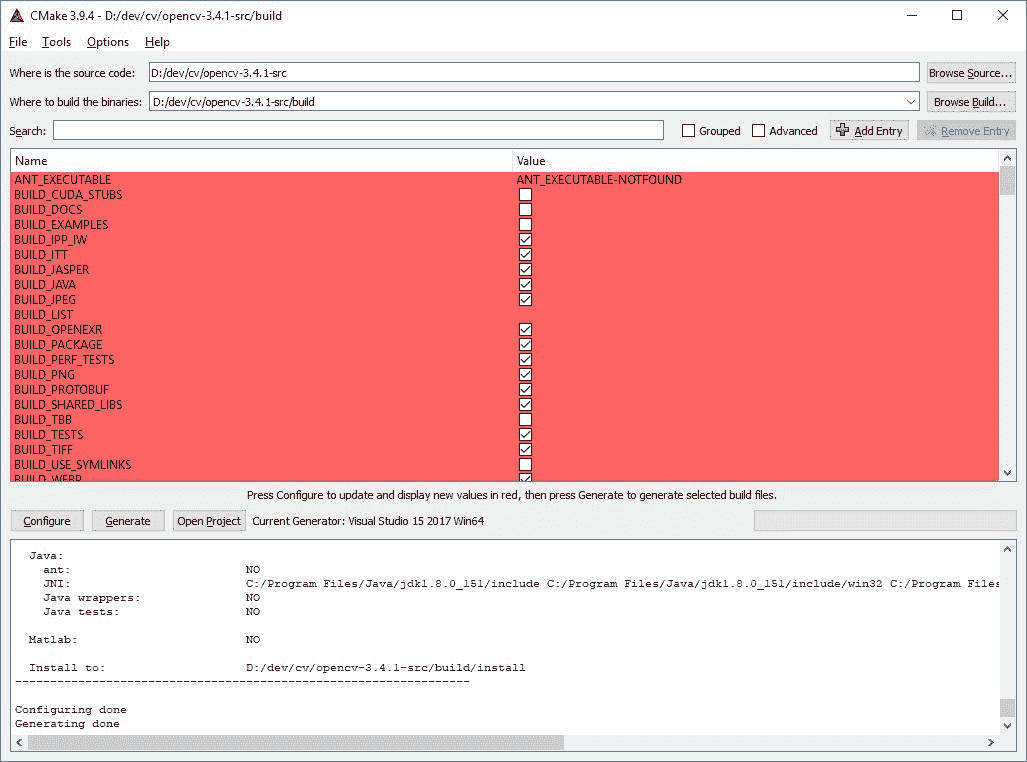 CMake 3.9.4 - D:/dev/cv/opencv-3.4.1-src/build
File Tools Options Help
Where is the source code: D:/dev/cv/opencv-3.4.1-src Browse Source...
Where to build the binaries: D:/dev/cv/opencv-3.4.1-src/build Browse Build...
Search: Grouped Advanced Add Entry Remove Entry
Name Value
ANT_EXECUTABLE ANT_EXECUTABLE-NOTFOUND
BUILD_CUDA_STUBS
BUILD_DOCS
BUILD_EXAMPLES
BUILD_IPP_IW
BUILD_ITT
BUILD_JASPER
BUILD_JAVA
BUILD_JPEG
BUILD_LIST
BUILD_OPENEXR
BUILD_PACKAGE
BUILD_PERF_TESTS
BUILD_PNG
BUILD_PROTOBUF
BUILD_SHARED_LIBS
BUILD_TBB
BUILD_TESTS
BUILD_TIFF
BUILD_USE_SYMLINKS
BUILD_WEBP
Press Configure to update and display new values in red, then press Generate to generate selected build files.
Configure Generate Open Project Current Generator: Visual Studio 15 2017 Win64
Java:
ant: NO
JNI: C:/Program Files/Java/jdk1.8.0_151/include C:/Program Files/Java/jdk1.8.0_151/include/win32 C:/Program Files
Java wrappers: NO
Java tests: NO
Matlab: NO
Install to: D:/dev/cv/opencv-3.4.1-src/build/install
-----------------------------------------------------------------
Configuring done
Generating done